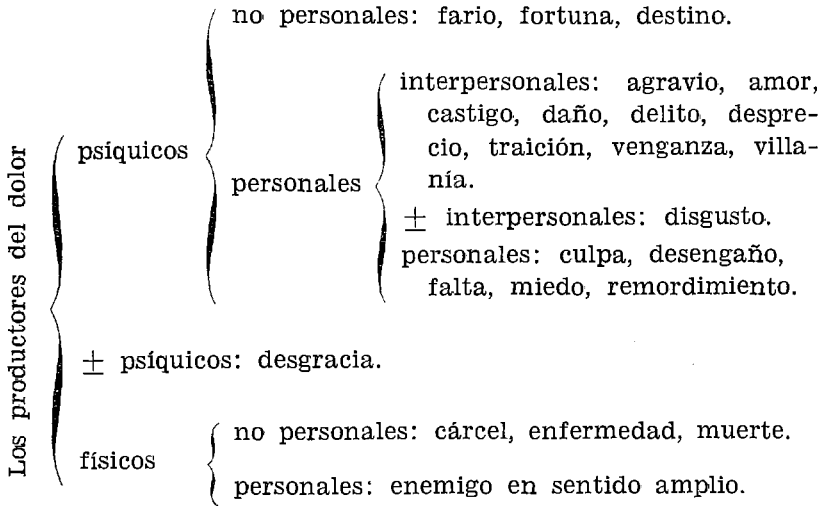 no personales: fario, fortuna, destino.
interpersonales: agravio, amor,
castigo, daño, delito, despre-
cio, traición, venganza, villa-
nía.
psíquicos
personales
± interpersonales: disgusto.
personales: culpa, desengaño,
falta, miedo, remordimiento.
Los productores del dolor
± psíquicos: desgracia.
no personales: cárcel, enfermedad, muerte.
físicos
personales: enemigo en sentido amplio.